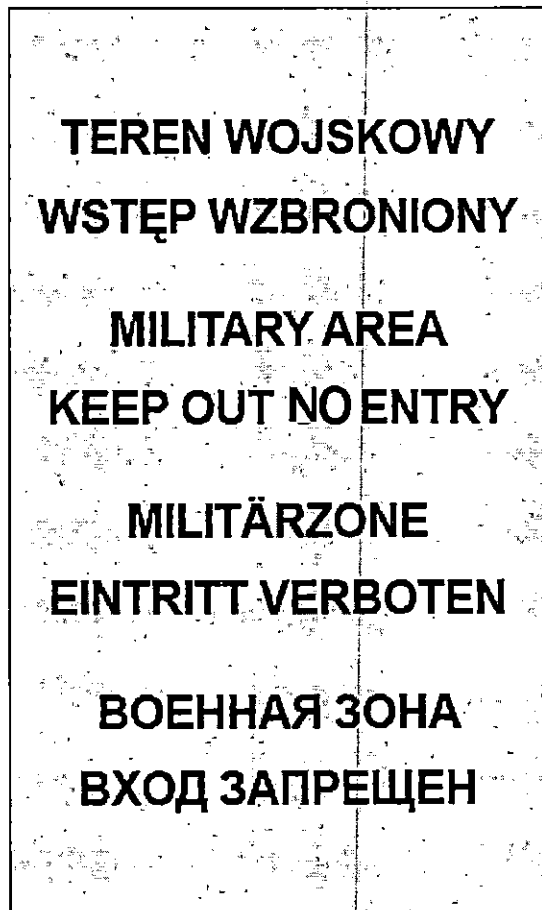 TEREN WOJSKOWY
WSTĘP WZBRONIONY
MILITARY AREA
KEEP OUT NO ENTRY
MILITÄRZONE
EINTRITT VERBOTEN
ВОЕННАЯ ЗОНА
ВХОД ЗАПРЕЩЕН